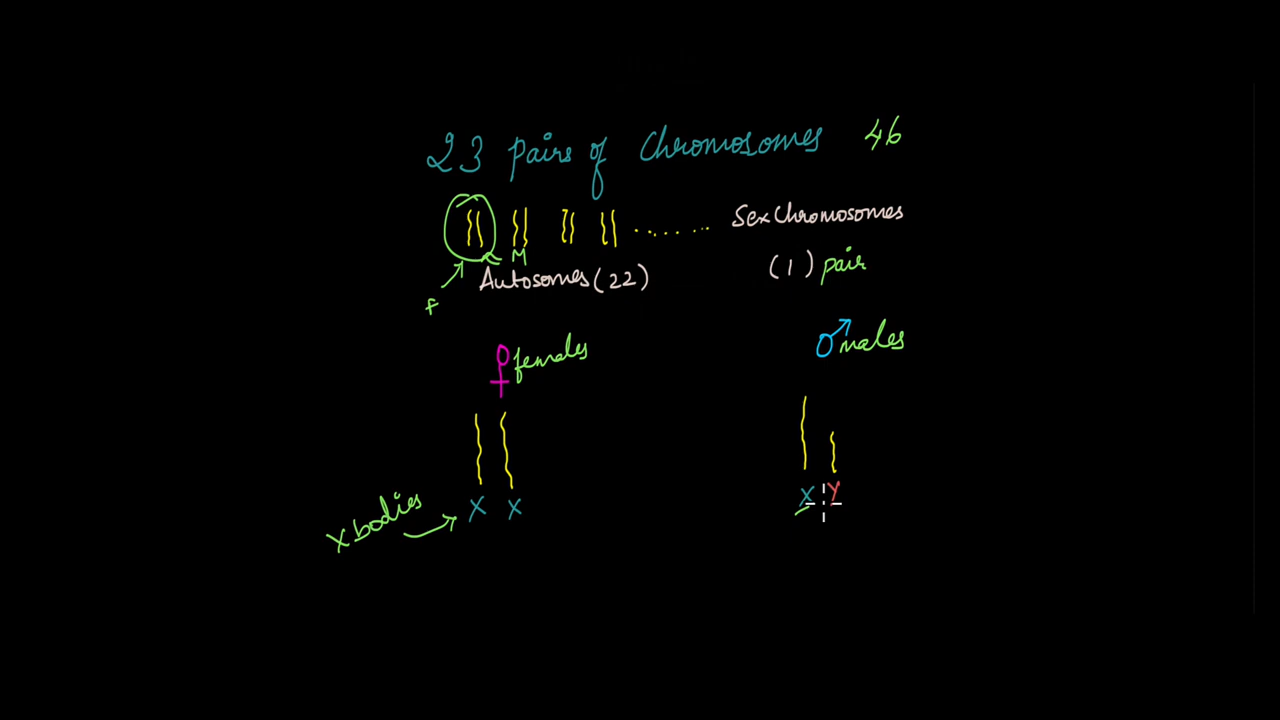 23 pairs of Chromosomes 46
Sex Chromosomes
M
(1) pair
Autosomes (22)
F
♂ males
♀ females
X Y
X X
X bodies